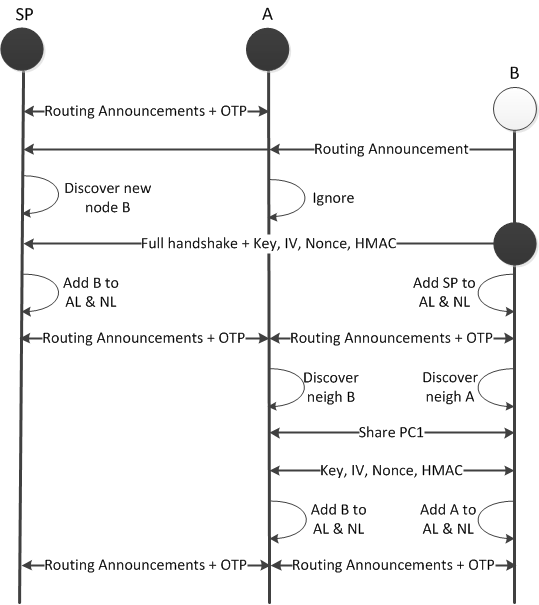 SP
A
B
Routing Announcements + OTP
Routing Announcement
Discover new
node B
Ignore
Full handshake + Key, IV, Nonce, HMAC
Add B to
AL & NL
Add SP to
AL & NL
Routing Announcements + OTP
Routing Announcements + OTP
Discover
neigh B
Discover
neigh A
Share PC1
Key, IV, Nonce, HMAC
Add B to
AL & NL
Add A to
AL & NL
Routing Announcements + OTP
Routing Announcements + OTP